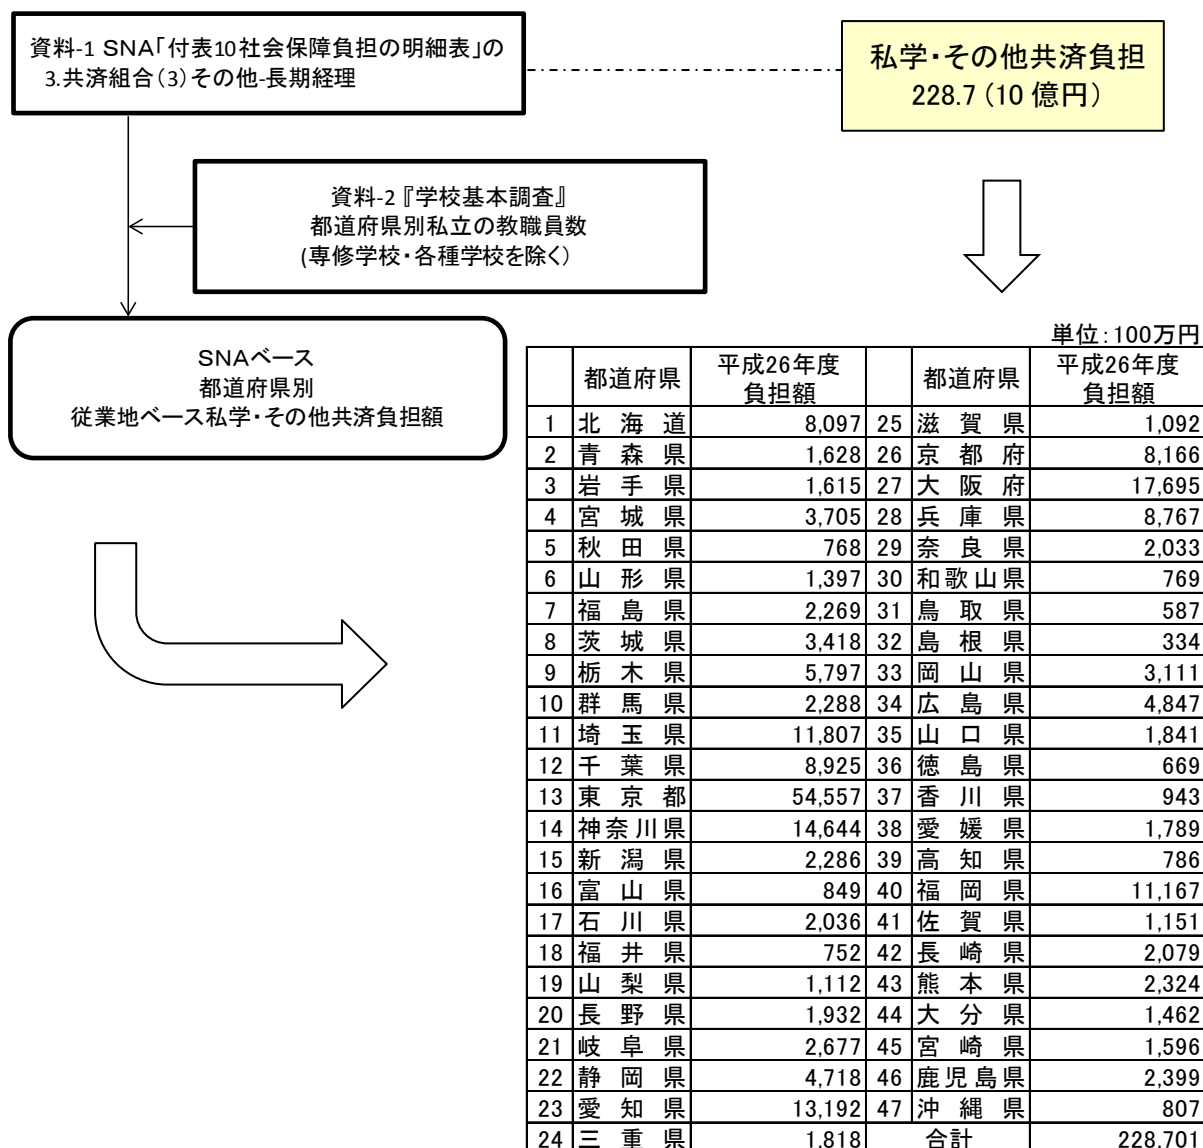 資料-1 SNA「付表10社会保障負担の明細表」の
3.共済組合(3)その他-長期経理
私学・その他共済負担
228.7(10億円)
資料-2『学校基本調査』
都道府県別私立の教職員数
(専修学校・各種学校を除く)
SNAベース
都道府県別
従業地ベース私学・その他共済負担額
単位:100万円
都道府県 平成26年度負担額 都道府県 平成26年度負担額
1 北海道 8,097 25 滋賀県 1,092
2 青森県 1,628 26 京都府 8,166
3 岩手県 1,615 27 大阪府 17,695
4 宮城県 3,705 28 兵庫県 8,767
5 秋田県 768 29 奈良県 2,033
6 山形県 1,397 30 和歌山県 769
7 福島県 2,269 31 鳥取県 587
8 茨城県 3,418 32 島根県 334
9 栃木県 5,797 33 岡山県 3,111
10 群馬県 2,288 34 広島県 4,847
11 埼玉県 11,807 35 山口県 1,841
12 千葉県 8,925 36 徳島県 669
13 東京都 54,557 37 香川県 943
14 神奈川県 14,644 38 愛媛県 1,789
15 新潟県 2,286 39 高知県 786
16 富山県 849 40 福岡県 11,167
17 石川県 2,036 41 佐賀県 1,151
18 福井県 752 42 長崎県 2,079
19 山梨県 1,112 43 熊本県 2,324
20 長野県 1,932 44 大分県 1,462
21 岐阜県 2,677 45 宮崎県 1,596
22 静岡県 4,718 46 鹿児島県 2,399
23 愛知県 13,192 47 沖縄県 807
24 三重県 1,818 合計 228,701